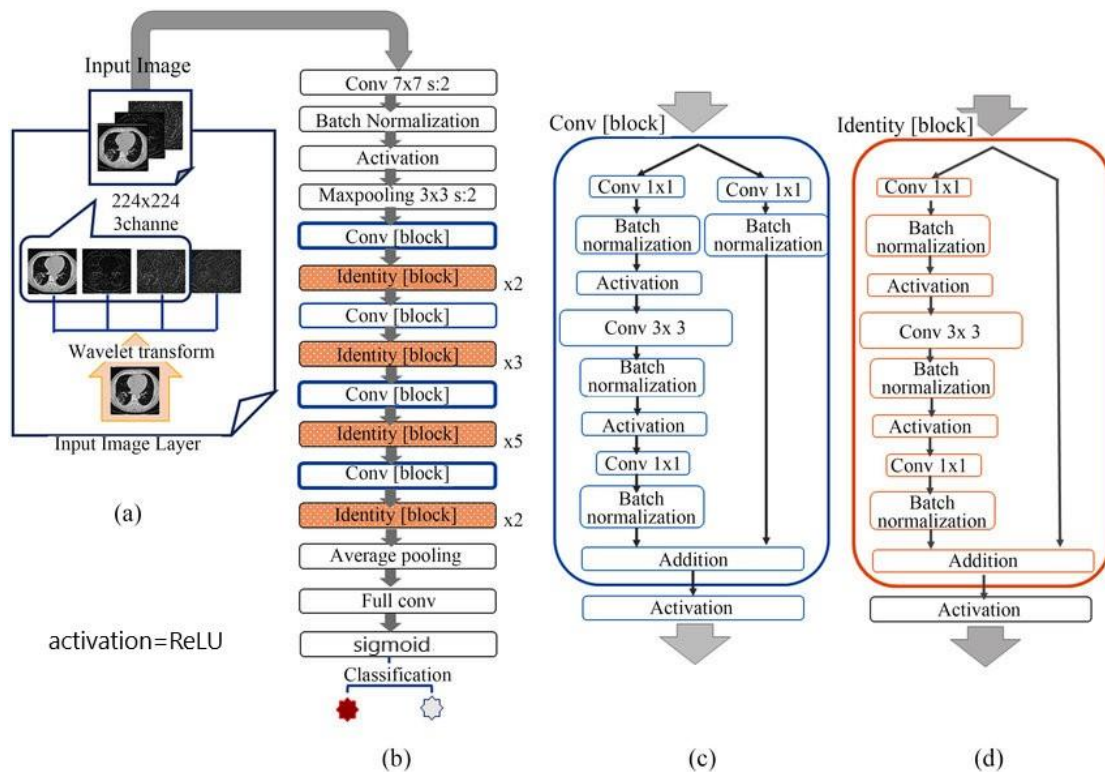 Input Image
224x224
3channe
Wavelet transform
Input Image Layer
(a)
activation=ReLU
Conv 7x7 s:2
Batch Normalization
Activation
Maxpooling 3x3 s:2
Conv [block]
Identity [block]
x2
Conv [block]
Identity [block]
x3
Conv [block]
Identity [block]
x5
Conv [block]
Identity [block]
x2
Average pooling
Full conv
sigmoid
Classification
(b)
Conv [block]
Conv 1x1
Conv 1x1
Batch
normalization
Batch
normalization
Activation
Conv 3x 3
Batch
normalization
Activation
Conv 1x1
Batch
normalization
Addition
Activation
(c)
Identity [block]
Conv 1x1
Batch
normalization
Activation
Conv 3x 3
Batch
normalization
Activation
Conv 1x1
Batch
normalization
Addition
Activation
(d)